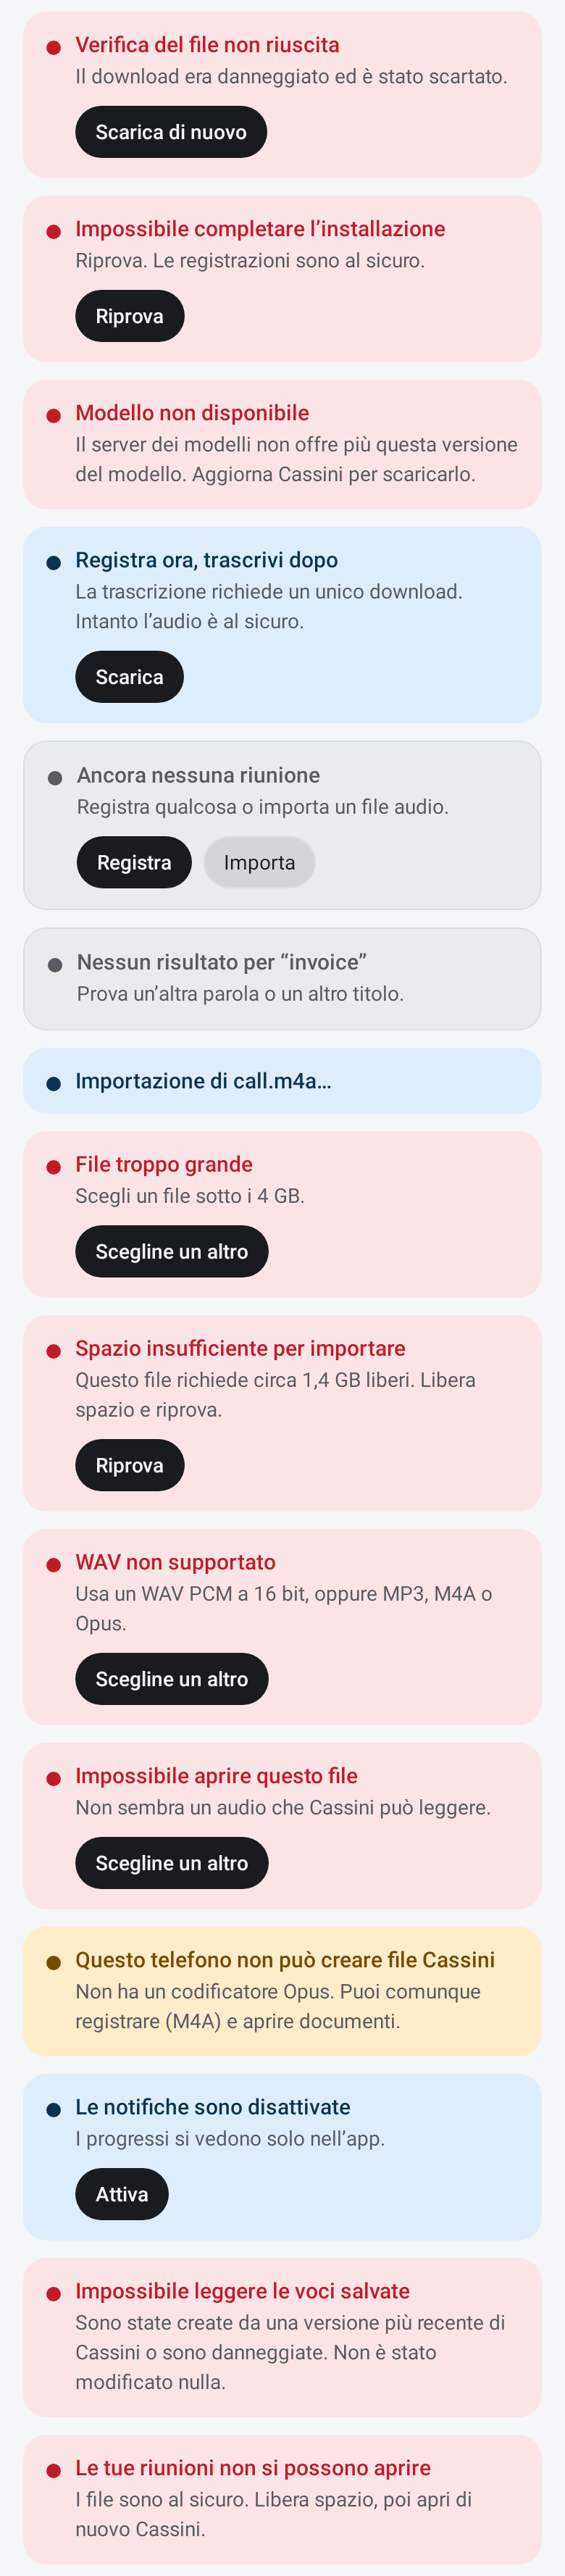 Verifica del file non riuscita
Il download era danneggiato ed è stato scartato.
Scarica di nuovo
Impossibile completare l’installazione
Riprova. Le registrazioni sono al sicuro.
Riprova
Modello non disponibile
Il server dei modelli non offre più questa versione
del modello. Aggiorna Cassini per scaricarlo.
Registra ora, trascrivi dopo
La trascrizione richiede un unico download.
Intanto l’audio è al sicuro.
Scarica
Ancora nessuna riunione
Registra qualcosa o importa un file audio.
Registra Importa
Nessun risultato per “invoice”
Prova un’altra parola o un altro titolo.
Importazione di call.m4a…
File troppo grande
Scegli un file sotto i 4 GB.
Scegline un altro
Spazio insufficiente per importare
Questo file richiede circa 1,4 GB liberi. Libera
spazio e riprova.
Riprova
WAV non supportato
Usa un WAV PCM a 16 bit, oppure MP3, M4A o
Opus.
Scegline un altro
Impossibile aprire questo file
Non sembra un audio che Cassini può leggere.
Scegline un altro
Questo telefono non può creare file Cassini
Non ha un codificatore Opus. Puoi comunque
registrare (M4A) e aprire documenti.
Le notifiche sono disattivate
I progressi si vedono solo nell’app.
Attiva
Impossibile leggere le voci salvate
Sono state create da una versione più recente di
Cassini o sono danneggiate. Non è stato
modificato nulla.
Le tue riunioni non si possono aprire
I file sono al sicuro. Libera spazio, poi apri di
nuovo Cassini.